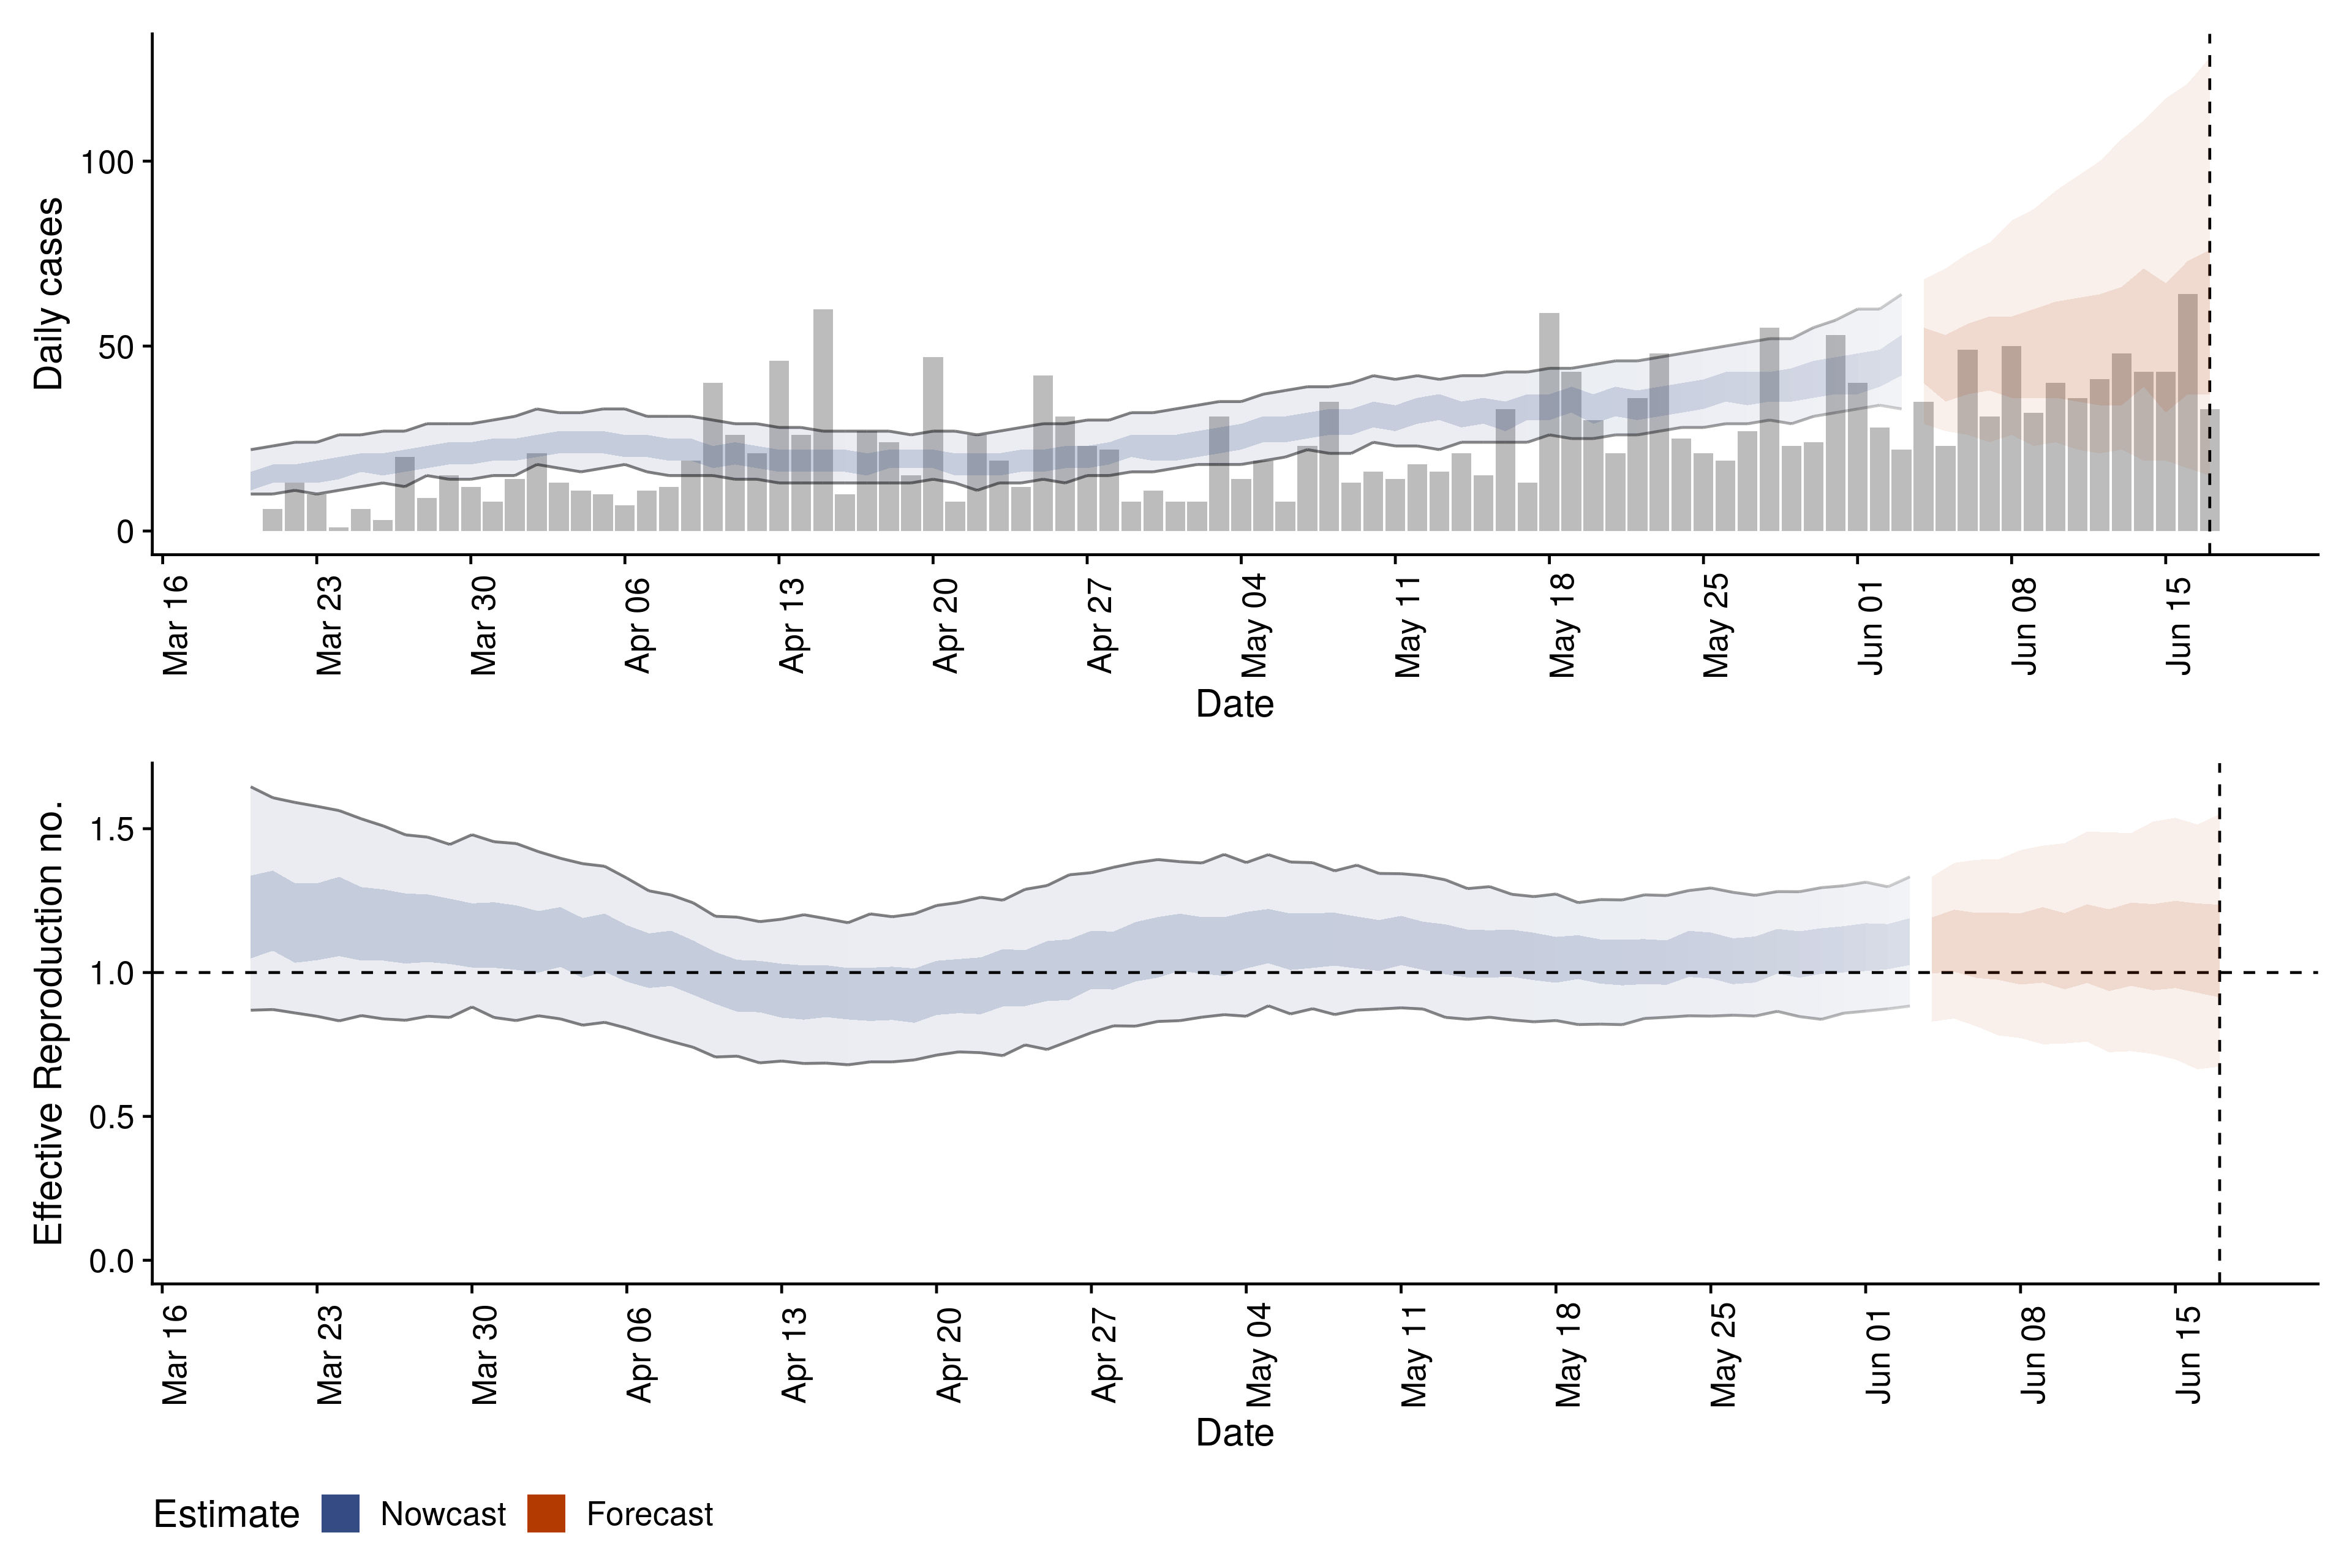 Daily cases
100
50
0
Mar 16
Mar 23
Mar 30
Apr 06
Apr 13
Apr 20
Apr 27
May 04
May 11
May 18
May 25
Jun 01
Jun 08
Jun 15
Date
Effective Reproduction no.
1.5
1.0
0.5
0.0
Mar 16
Mar 23
Mar 30
Apr 06
Apr 13
Apr 20
Apr 27
May 04
May 11
May 18
May 25
Jun 01
Jun 08
Jun 15
Date
Estimate Nowcast Forecast